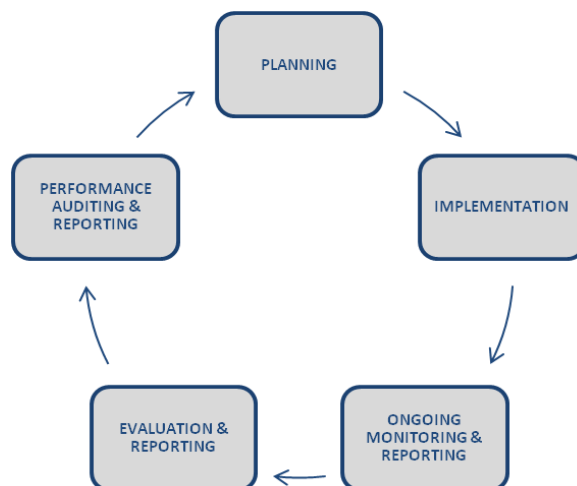 PLANNING
IMPLEMENTATION
ONGOING
MONITORING &
REPORTING
EVALUATION &
REPORTING
PERFORMANCE
AUDITING &
REPORTING